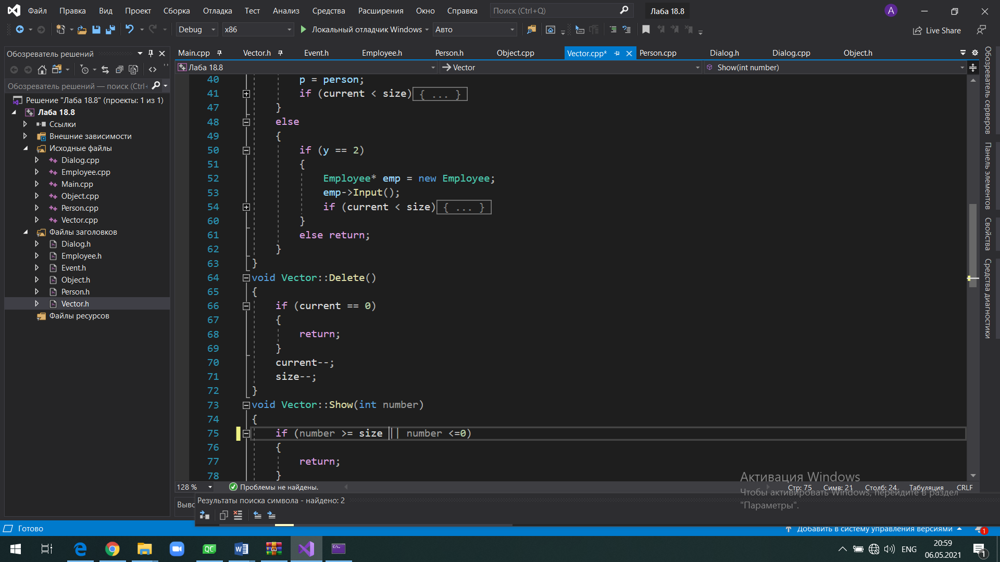 Файл Правка Вид Проект Сборка Отладка Тест Анализ Средства Расширения Окно Справка Поиск (Ctrl+Q) Лаба 18.8 A
Debug x86 Локальный отладчик Windows Авто Live Share
Обозреватель решений
Main.cpp Vector.h Event.h Employee.h Person.h Object.cpp Vector.cpp* Person.cpp Dialog.h Dialog.cpp Object.h
Лаба 18.8 Vector Show(int number)
Обозреватель решений — поиск (Ctrl+
Решение "Лаба 18.8" (проекты: 1 из 1)
Лаба 18.8
Ссылки
Внешние зависимости
Исходные файлы
Dialog.cpp
Employee.cpp
Main.cpp
Object.cpp
Person.cpp
Vector.cpp
Файлы заголовков
Dialog.h
Employee.h
Event.h
Object.h
Person.h
Vector.h
Файлы ресурсов
40 p = person;
41 if (current < size) { ... }
47 }
48 else
49 {
50 if (y == 2)
51 {
52 Employee* emp = new Employee;
53 emp->Input();
54 if (current < size) { ... }
60 }
61 else return;
62 }
63 }
64 void Vector::Delete()
65 {
66 if (current == 0)
67 {
68 return;
69 }
70 current--;
71 size--;
72 }
73 void Vector::Show(int number)
74 {
75 if (number >= size || number <=0)
76 {
77 return;
78 }
Обозреватель серверов
Панель элементов
Свойства
Средства диагностики
128 % Проблемы не найдены. Стр: 75 Симв: 21 Столб: 24 Табуляция CRLF
Активация Windows
Чтобы активировать Windows, перейдите в раздел
"Параметры".
Выво
Результаты поиска символа - найдено: 2
Готово Добавить в систему управления версиями 1
ENG 20:59
06.05.2021 1